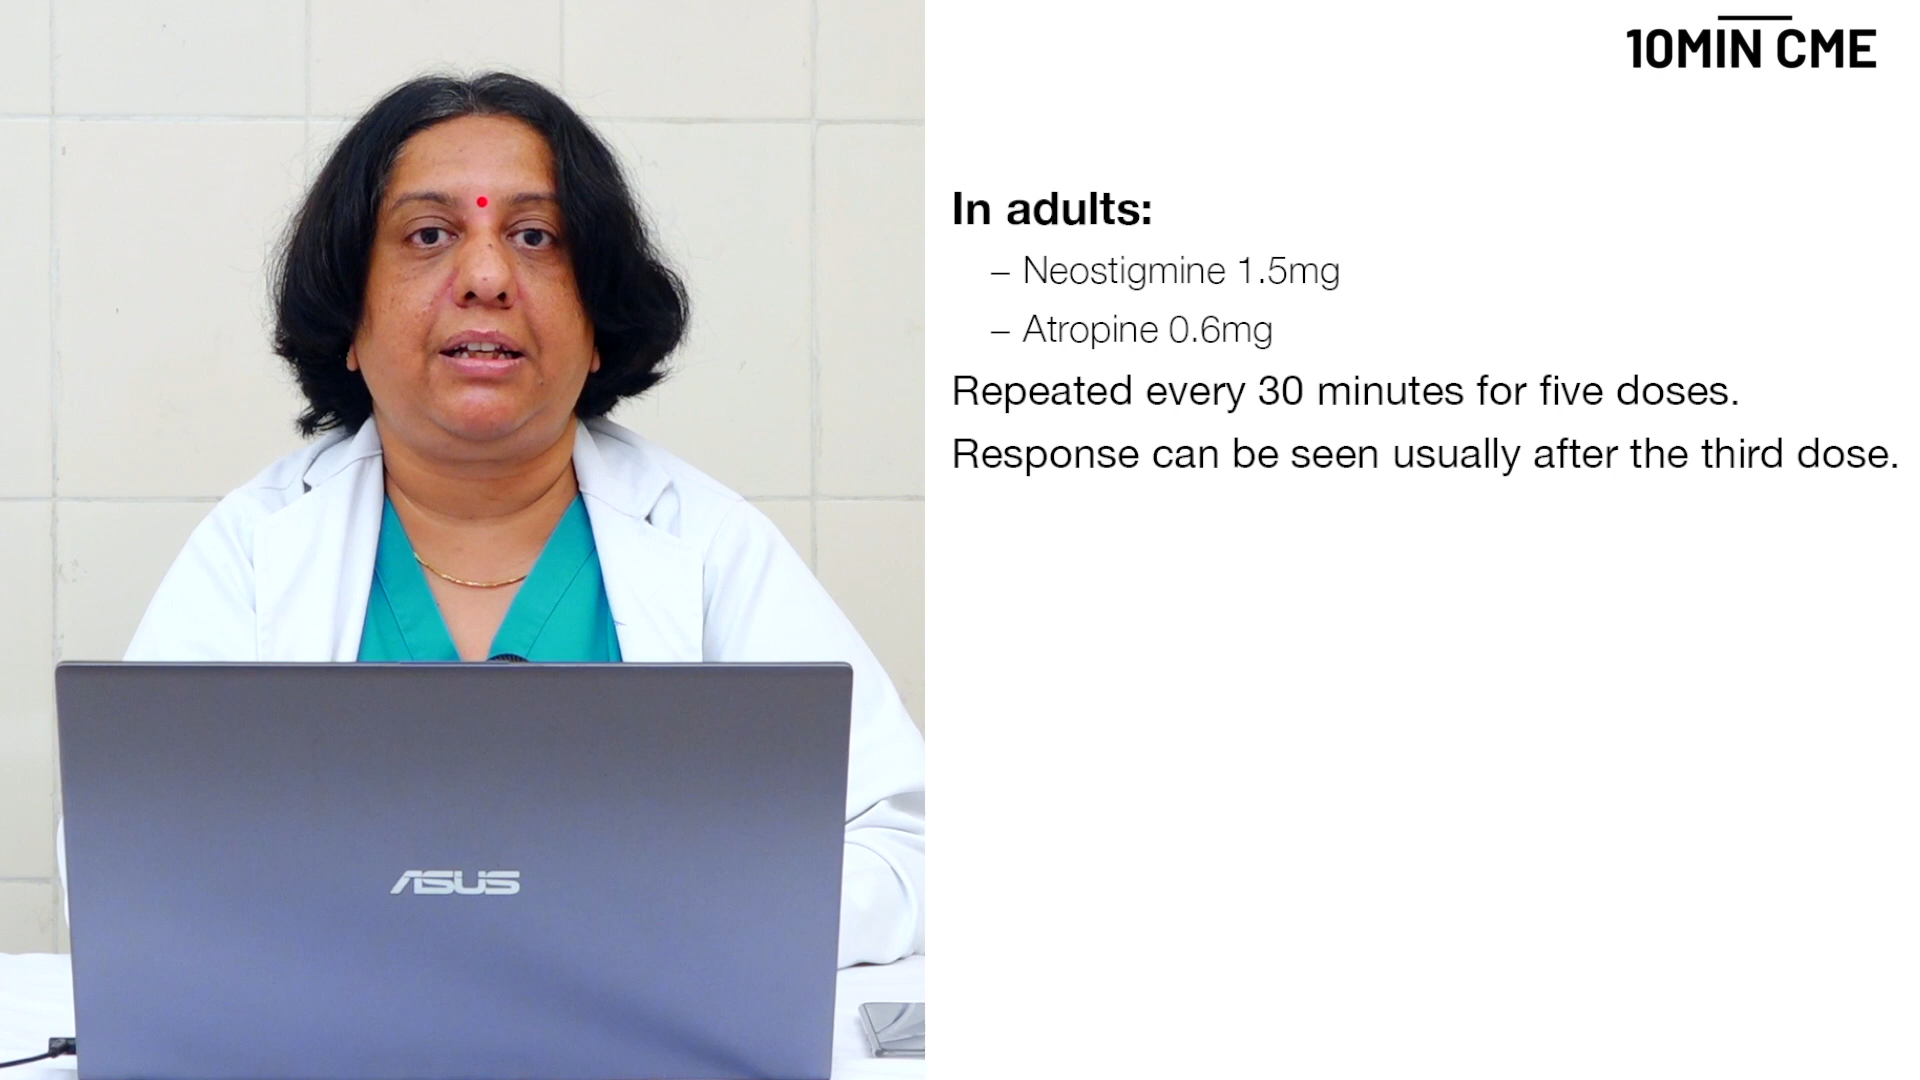 10MIN CME
In adults:
– Neostigmine 1.5mg
– Atropine 0.6mg
Repeated every 30 minutes for five doses.
Response can be seen usually after the third dose.
ASUS